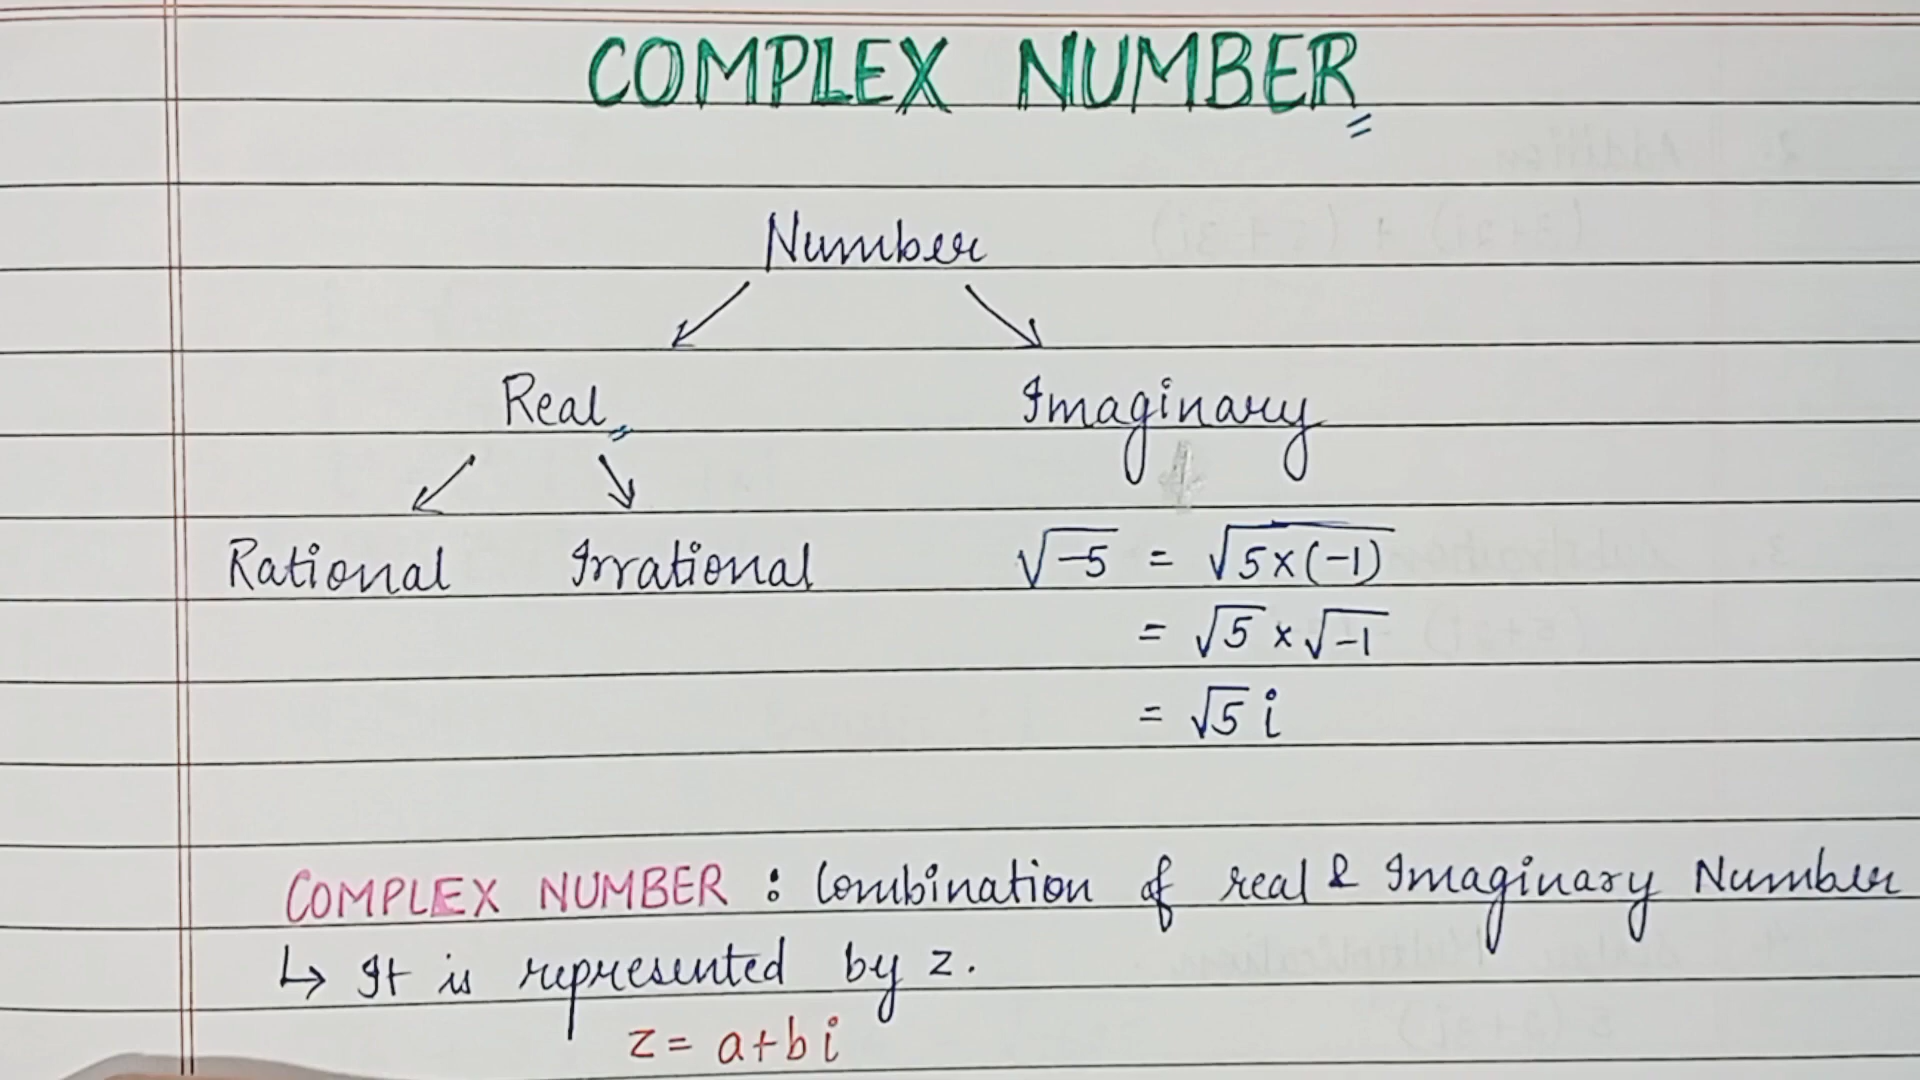 COMPLEX NUMBER
Number
Real Imaginary
Rational Irrational √-5 = √5×(-1)
= √5 × √-1
= √5 i
COMPLEX NUMBER : Combination of real & Imaginary Number
↳ It is represented by z.
z = a+bi